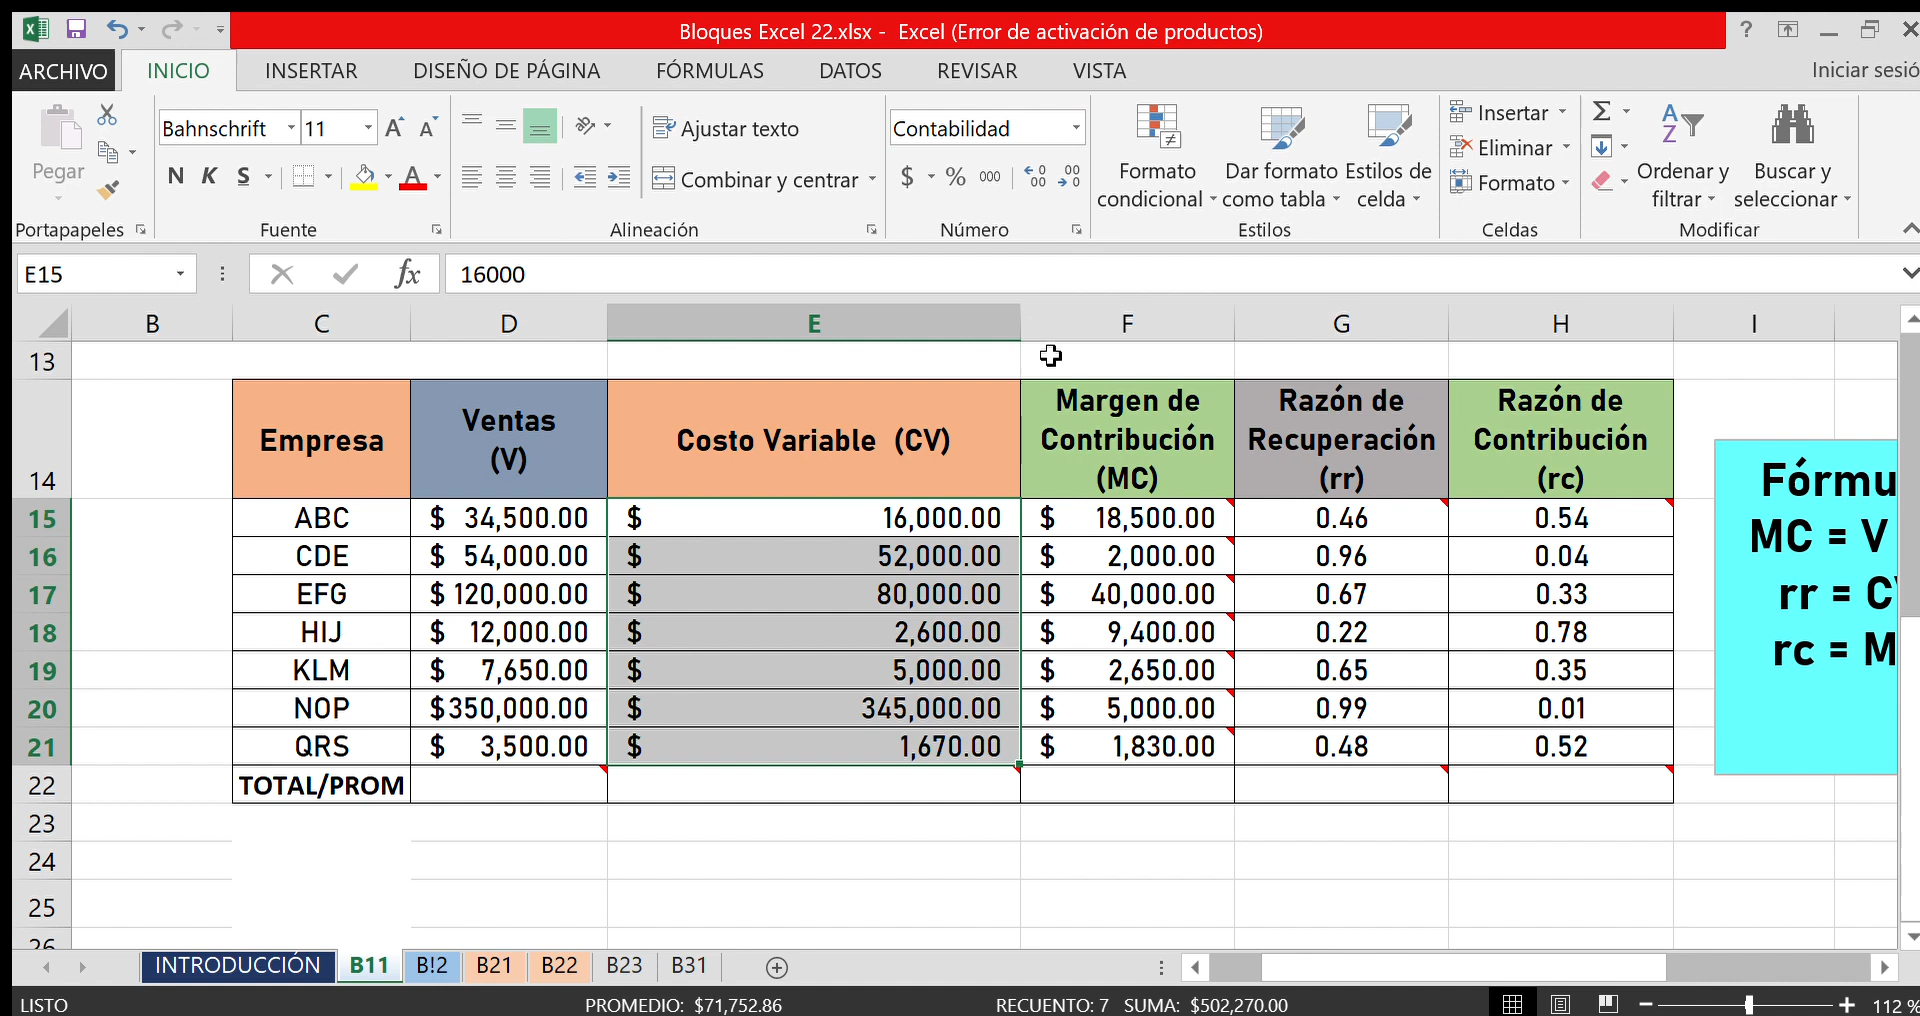 Bloques Excel 22.xlsx - Excel (Error de activación de productos)
ARCHIVO INICIO INSERTAR DISEÑO DE PÁGINA FÓRMULAS DATOS REVISAR VISTA Iniciar sesió
Pegar
Portapapeles
Bahnschrift 11
N K S
Fuente
Ajustar texto
Combinar y centrar
Alineación
Contabilidad
$ % 000
Número
Formato condicional
Dar formato como tabla
Estilos de celda
Estilos
Insertar
Eliminar
Formato
Celdas
Ordenar y filtrar
Buscar y seleccionar
Modificar
E15 fx 16000
B C D E F G H I
13
14 Empresa Ventas (V) Costo Variable (CV) Margen de Contribución (MC) Razón de Recuperación (rr) Razón de Contribución (rc)
15 ABC $ 34,500.00 $ 16,000.00 $ 18,500.00 0.46 0.54
16 CDE $ 54,000.00 $ 52,000.00 $ 2,000.00 0.96 0.04
17 EFG $ 120,000.00 $ 80,000.00 $ 40,000.00 0.67 0.33
18 HIJ $ 12,000.00 $ 2,600.00 $ 9,400.00 0.22 0.78
19 KLM $ 7,650.00 $ 5,000.00 $ 2,650.00 0.65 0.35
20 NOP $350,000.00 $ 345,000.00 $ 5,000.00 0.99 0.01
21 QRS $ 3,500.00 $ 1,670.00 $ 1,830.00 0.48 0.52
22 TOTAL/PROM
23
24
25
26
Fórmu
MC = V
rr = C
rc = M
INTRODUCCIÓN B11 B!2 B21 B22 B23 B31
LISTO PROMEDIO: $71,752.86 RECUENTO: 7 SUMA: $502,270.00 112 %